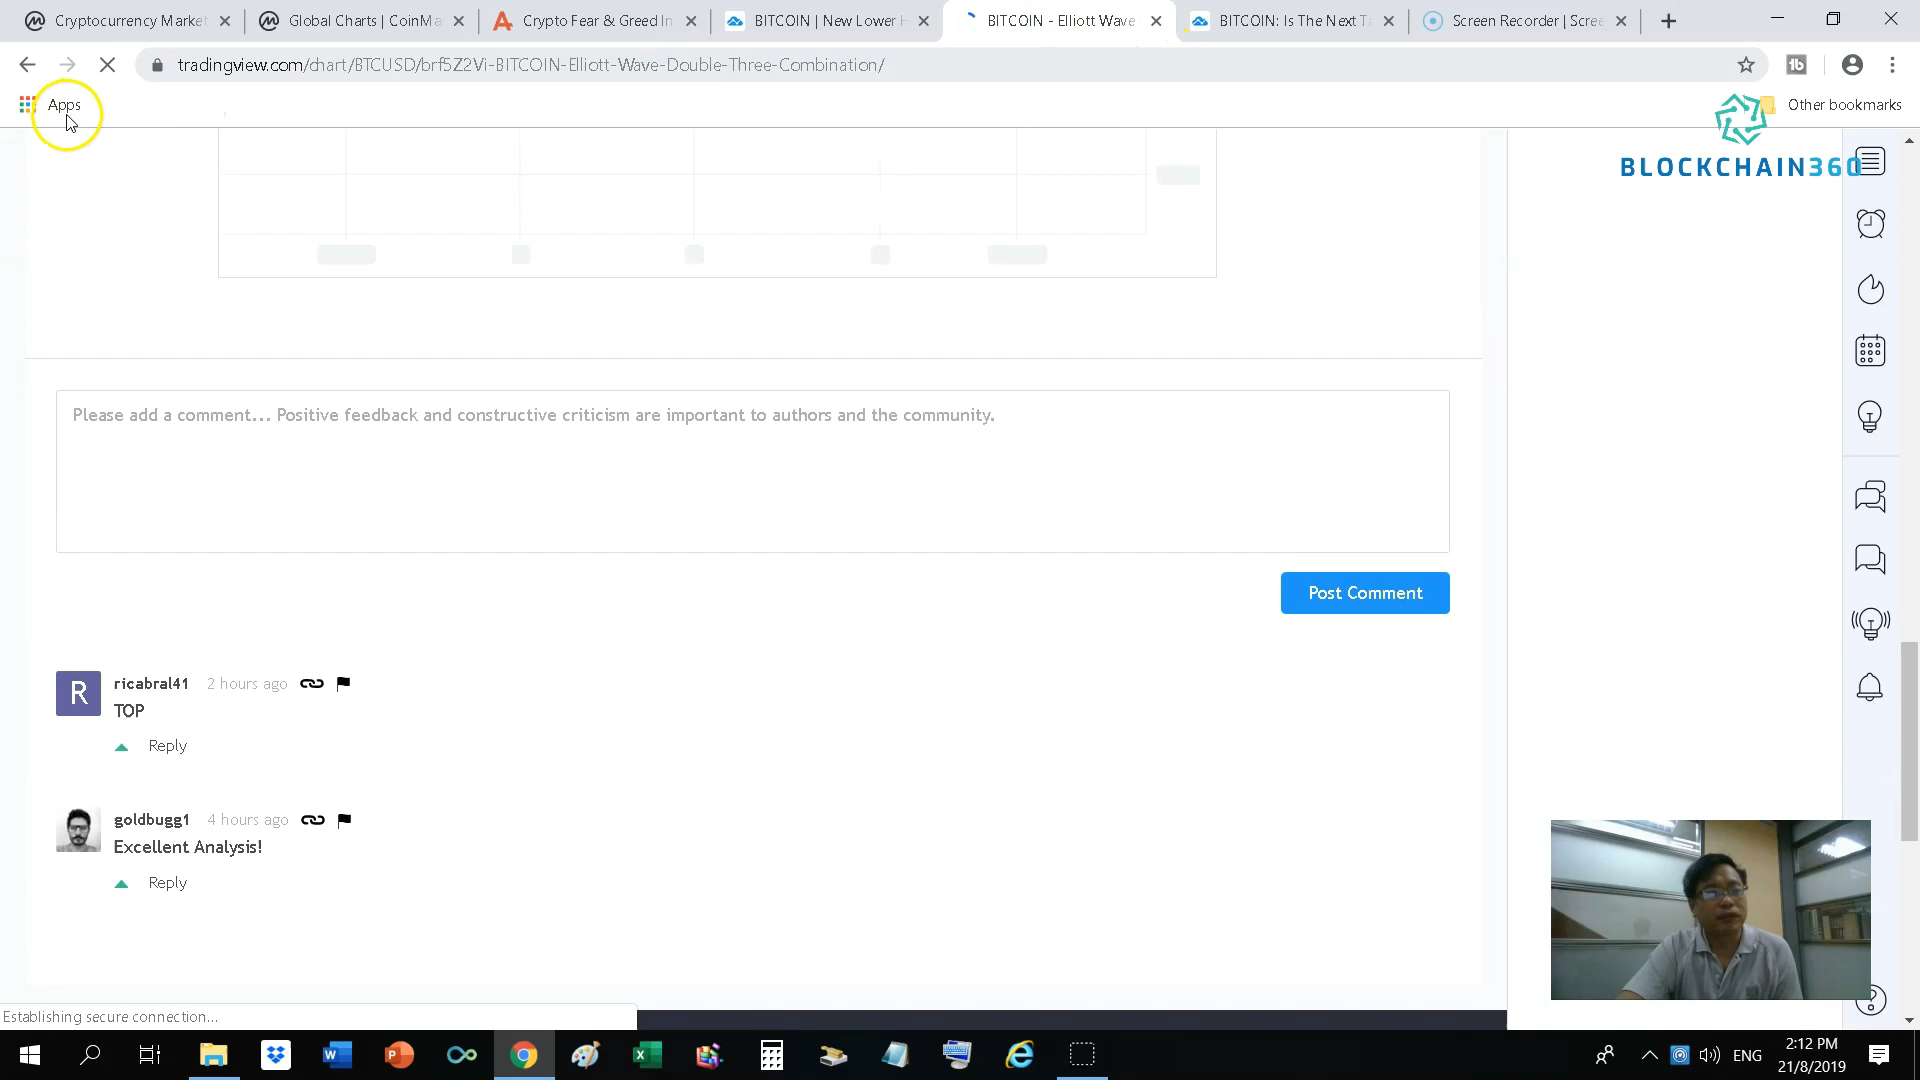 Cryptocurrency Market
Global Charts | CoinMa
Crypto Fear & Greed In
BITCOIN | New Lower H
BITCOIN - Elliott Wave
BITCOIN: Is The Next Ta
Screen Recorder | Scree
tradingview.com/chart/BTCUSD/brf5Z2Vi-BITCOIN-Elliott-Wave-Double-Three-Combination/
Apps
Other bookmarks
BLOCKCHAIN360
Please add a comment... Positive feedback and constructive criticism are important to authors and the community.
Post Comment
R
ricabral41 2 hours ago
TOP
Reply
goldbugg1 4 hours ago
Excellent Analysis!
Reply
Establishing secure connection...
ENG
2:12 PM
21/8/2019